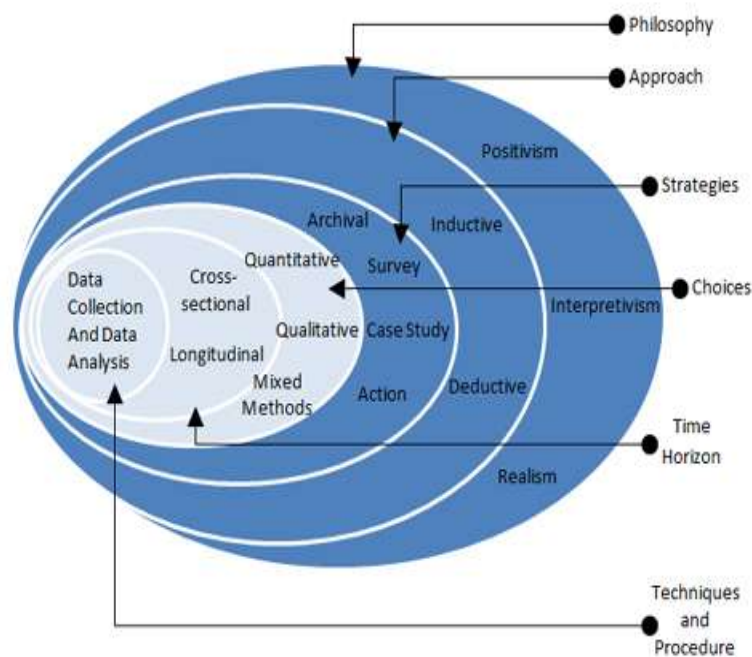 Philosophy
Approach
Positivism
Strategies
Archival
Inductive
Quantitative
Survey
Cross-
sectional
Data
Collection
And Data
Analysis
Choices
Interpretivism
Qualitative
Case Study
Longitudinal
Mixed
Methods
Action
Deductive
Time
Horizon
Realism
Techniques
and
Procedure